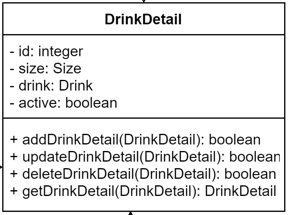 DrinkDetail
- id: integer
- size: Size
- drink: Drink
- active: boolean
+ addDrinkDetail(DrinkDetail): boolean
+ updateDrinkDetail(DrinkDetail): boolean
+ deleteDrinkDetail(DrinkDetail): boolean
+ getDrinkDetail(DrinkDetail): DrinkDetail